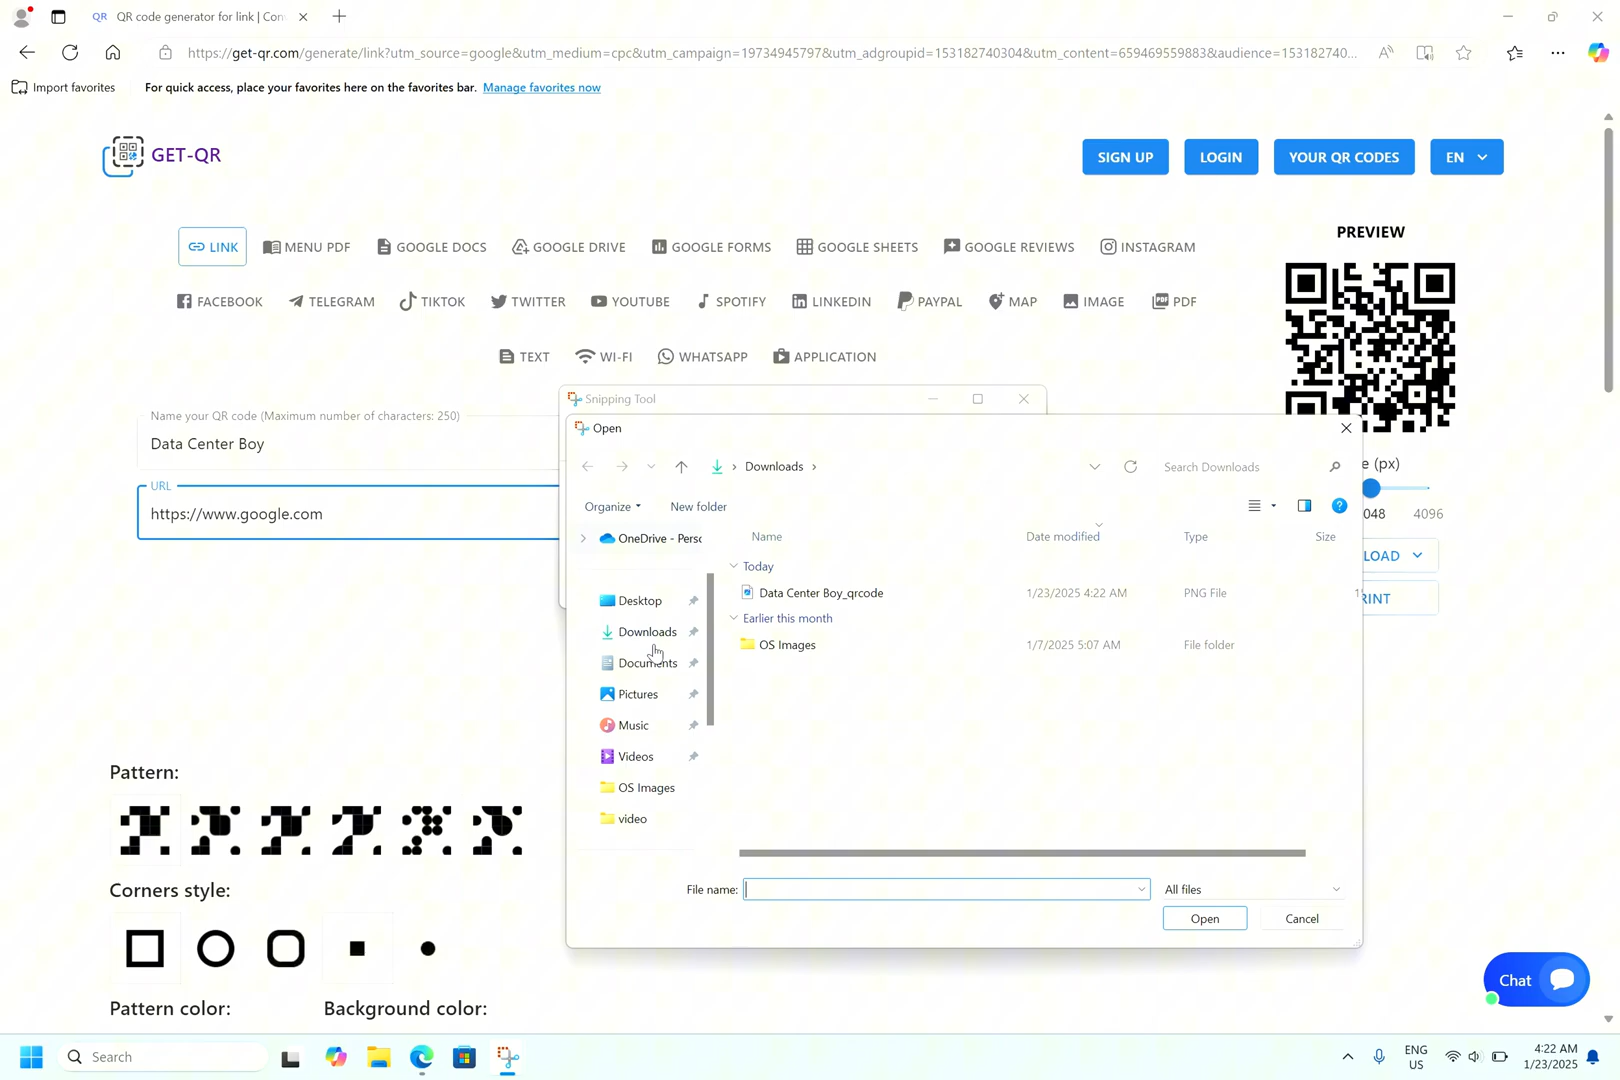 QR code generator for link | Con
https://get-qr.com/generate/link?utm_source=google&utm_medium=cpc&utm_campaign=19734945797&utm_adgroupid=153182740304&utm_content=659469559883&audience=153182740...
Import favorites
For quick access, place your favorites here on the favorites bar. Manage favorites now
GET-QR
SIGN UP
LOGIN
YOUR QR CODES
EN
LINK
MENU PDF
GOOGLE DOCS
GOOGLE DRIVE
GOOGLE FORMS
GOOGLE SHEETS
GOOGLE REVIEWS
INSTAGRAM
FACEBOOK
TELEGRAM
TIKTOK
TWITTER
YOUTUBE
SPOTIFY
LINKEDIN
PAYPAL
MAP
IMAGE
PDF
TEXT
WI-FI
WHATSAPP
APPLICATION
PREVIEW
Name your QR code (Maximum number of characters: 250)
Data Center Boy
URL
https://www.google.com
Snipping Tool
Open
Downloads
Search Downloads
Organize
New folder
Name
Date modified
Type
Size
OneDrive - Perso
Desktop
Downloads
Documents
Pictures
Music
Videos
OS Images
video
Today
Data Center Boy_qrcode
1/23/2025 4:22 AM
PNG File
Earlier this month
OS Images
1/7/2025 5:07 AM
File folder
File name:
All files
Open
Cancel
e (px)
048
4096
LOAD
RINT
Pattern:
Corners style:
Pattern color:
Background color:
Chat
Search
ENG
US
4:22 AM
1/23/2025